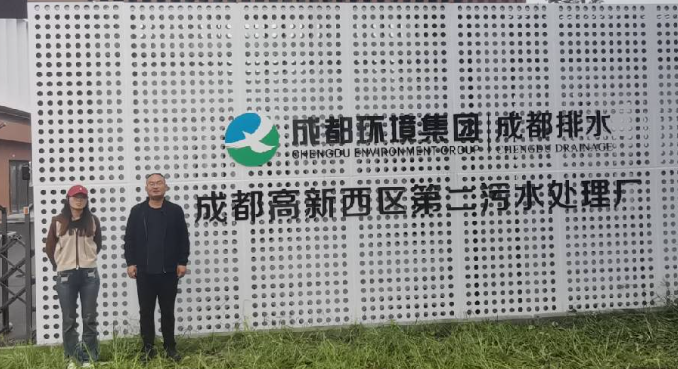 成都环境集团 | 成都排水
CHENGDU ENVIRONMENT GROUP CHENGDU DRAINAGE
成都高新西区第二污水处理厂